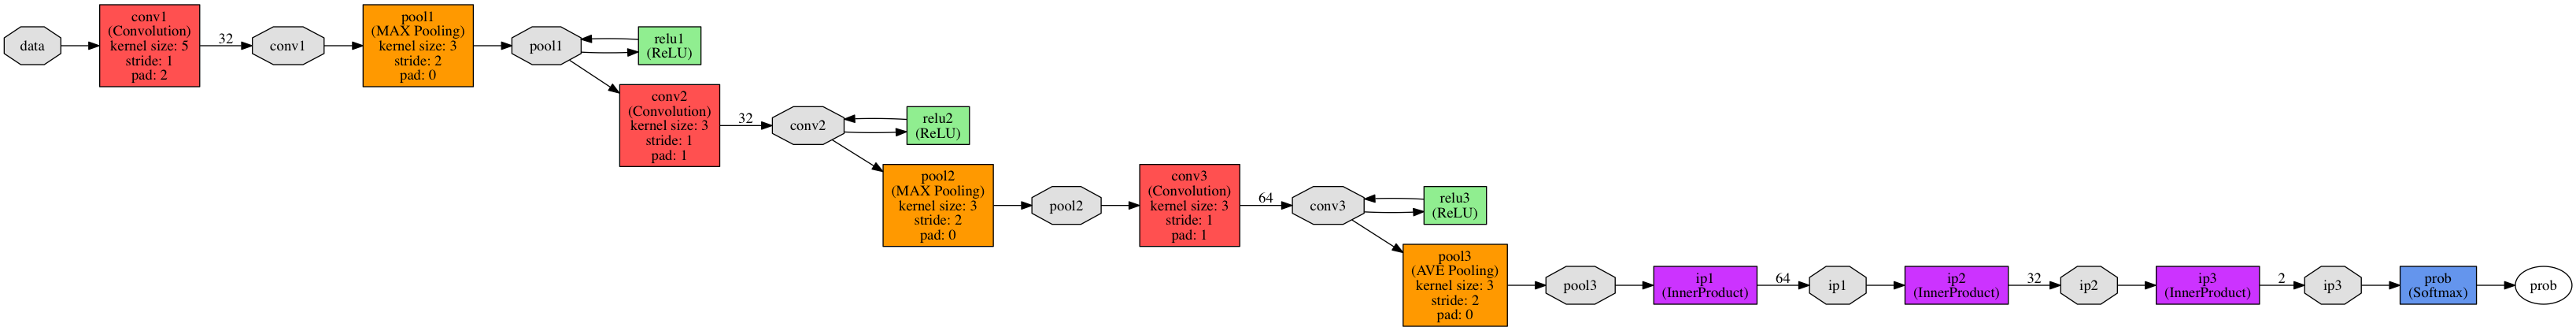 data
conv1
(Convolution)
kernel size: 5
stride: 1
pad: 2
32
conv1
pool1
(MAX Pooling)
kernel size: 3
stride: 2
pad: 0
pool1
relu1
(ReLU)
conv2
(Convolution)
kernel size: 3
stride: 1
pad: 1
32
conv2
relu2
(ReLU)
pool2
(MAX Pooling)
kernel size: 3
stride: 2
pad: 0
pool2
conv3
(Convolution)
kernel size: 3
stride: 1
pad: 1
64
conv3
relu3
(ReLU)
pool3
(AVE Pooling)
kernel size: 3
stride: 2
pad: 0
pool3
ip1
(InnerProduct)
64
ip1
ip2
(InnerProduct)
32
ip2
ip3
(InnerProduct)
2
ip3
prob
(Softmax)
prob